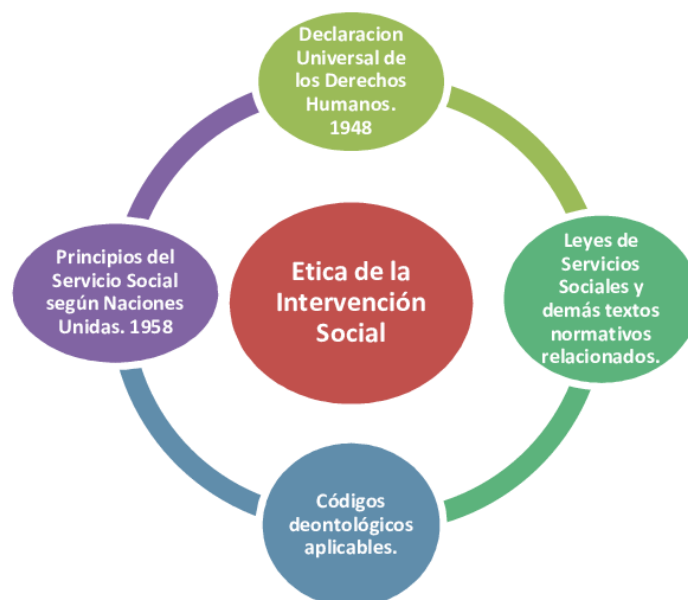 Declaracion
Universal de
los Derechos
Humanos.
1948
Principios del
Servicio Social
según Naciones
Unidas. 1958
Etica de la
Intervención
Social
Leyes de
Servicios
Sociales y
demás textos
normativos
relacionados.
Códigos
deontológicos
aplicables.